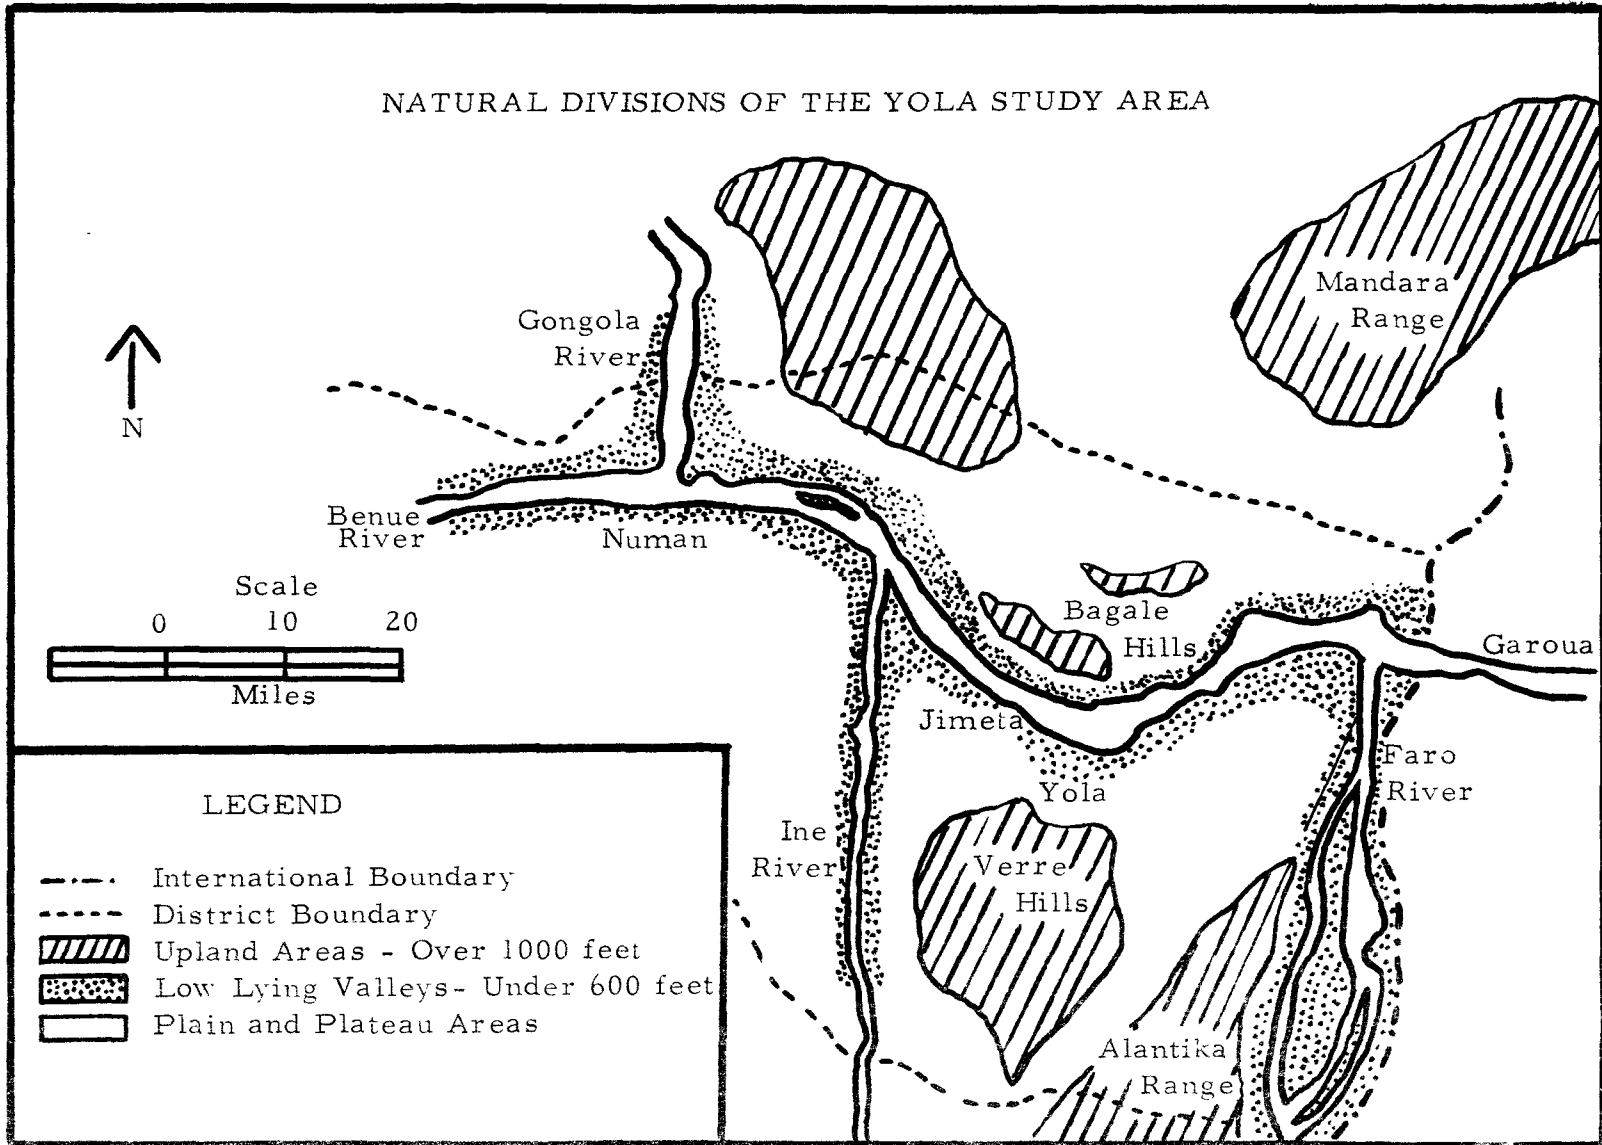 NATURAL DIVISIONS OF THE YOLA STUDY AREA
Mandara
Range
Gongola
River
N
Benue
River
Numan
Scale
0 10 20
Miles
Bagale
Hills
Garoua
Jimeta
Yola
Faro
River
Ine
River
Verre
Hills
Alantika
Range
LEGEND
International Boundary
District Boundary
Upland Areas - Over 1000 feet
Low Lying Valleys- Under 600 feet
Plain and Plateau Areas